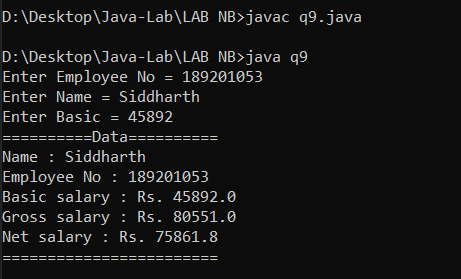 D:\Desktop\Java-Lab\LAB NB>javac q9.java
D:\Desktop\Java-Lab\LAB NB>java q9
Enter Employee No = 189201053
Enter Name = Siddharth
Enter Basic = 45892
==========Data==========
Name : Siddharth
Employee No : 189201053
Basic salary : Rs. 45892.0
Gross salary : Rs. 80551.0
Net salary : Rs. 75861.8
========================